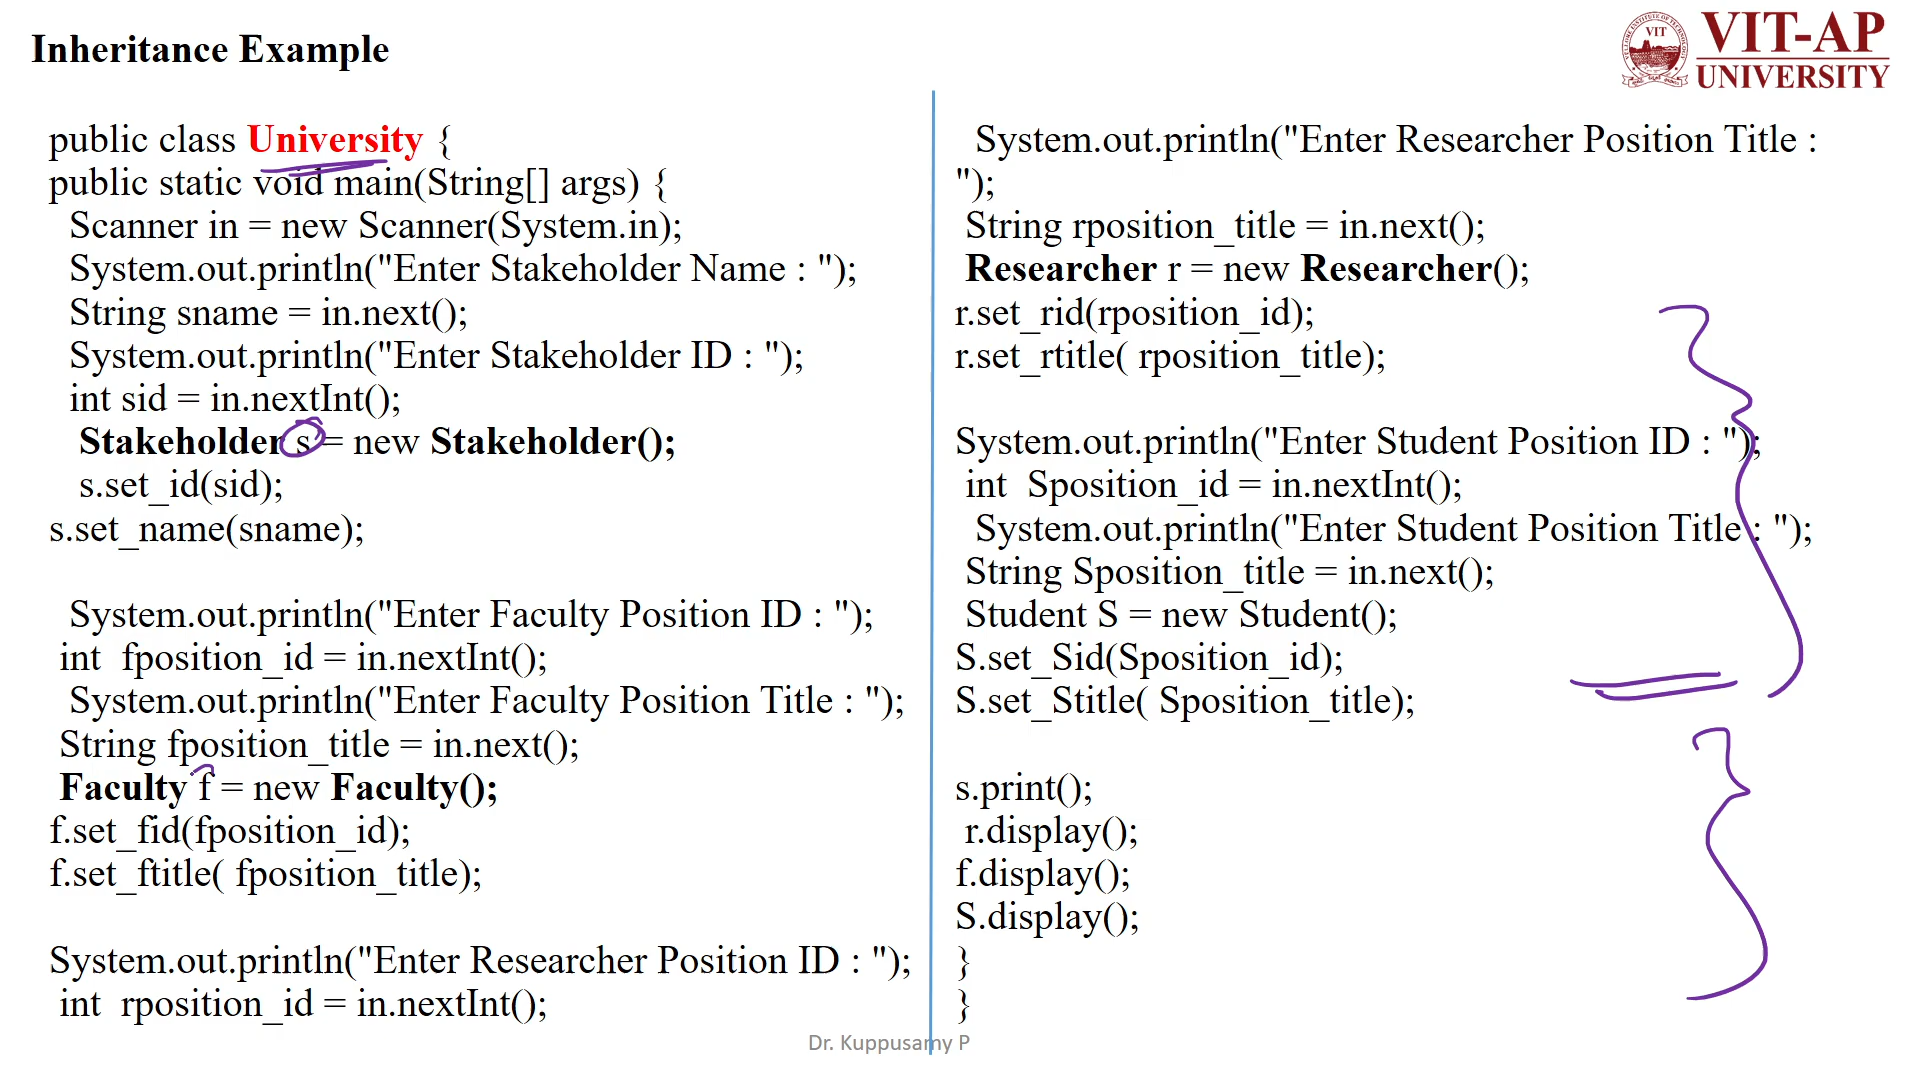 Inheritance Example
VIT
VIT-AP
UNIVERSITY
public class University {
public static void main(String[] args) {
Scanner in = new Scanner(System.in);
System.out.println("Enter Stakeholder Name : ");
String sname = in.next();
System.out.println("Enter Stakeholder ID : ");
int sid = in.nextInt();
Stakeholder s = new Stakeholder();
s.set_id(sid);
s.set_name(sname);
System.out.println("Enter Faculty Position ID : ");
int fposition_id = in.nextInt();
System.out.println("Enter Faculty Position Title : ");
String fposition_title = in.next();
Faculty f = new Faculty();
f.set_fid(fposition_id);
f.set_ftitle( fposition_title);
System.out.println("Enter Researcher Position ID : ");
int rposition_id = in.nextInt();
System.out.println("Enter Researcher Position Title :
");
String rposition_title = in.next();
Researcher r = new Researcher();
r.set_rid(rposition_id);
r.set_rtitle( rposition_title);
System.out.println("Enter Student Position ID : ");
int Sposition_id = in.nextInt();
System.out.println("Enter Student Position Title : ");
String Sposition_title = in.next();
Student S = new Student();
S.set_Sid(Sposition_id);
S.set_Stitle( Sposition_title);
s.print();
r.display();
f.display();
S.display();
}
}
Dr. Kuppusamy P